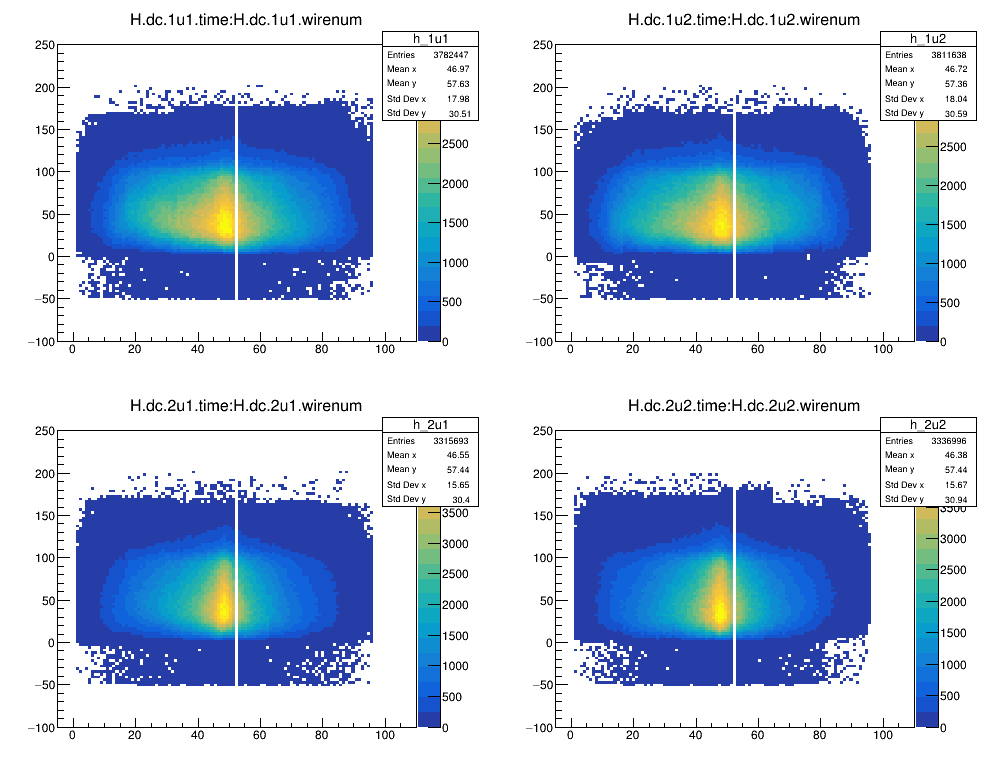 H.dc.1u1.time:H.dc.1u1.wirenum
h_1u1
Entries 3782447
Mean x 46.97
Mean y 57.63
Std Dev x 17.98
Std Dev y 30.51
250
200
150
100
50
0
−50
−100
0 20 40 60 80 100
2500
2000
1500
1000
500
0
H.dc.1u2.time:H.dc.1u2.wirenum
h_1u2
Entries 3811638
Mean x 46.72
Mean y 57.36
Std Dev x 18.04
Std Dev y 30.59
250
200
150
100
50
0
−50
−100
0 20 40 60 80 100
2500
2000
1500
1000
500
0
H.dc.2u1.time:H.dc.2u1.wirenum
h_2u1
Entries 3315693
Mean x 46.55
Mean y 57.44
Std Dev x 15.65
Std Dev y 30.4
250
200
150
100
50
0
−50
−100
0 20 40 60 80 100
3500
3000
2500
2000
1500
1000
500
0
H.dc.2u2.time:H.dc.2u2.wirenum
h_2u2
Entries 3336996
Mean x 46.38
Mean y 57.44
Std Dev x 15.67
Std Dev y 30.94
250
200
150
100
50
0
−50
−100
0 20 40 60 80 100
3500
3000
2500
2000
1500
1000
500
0